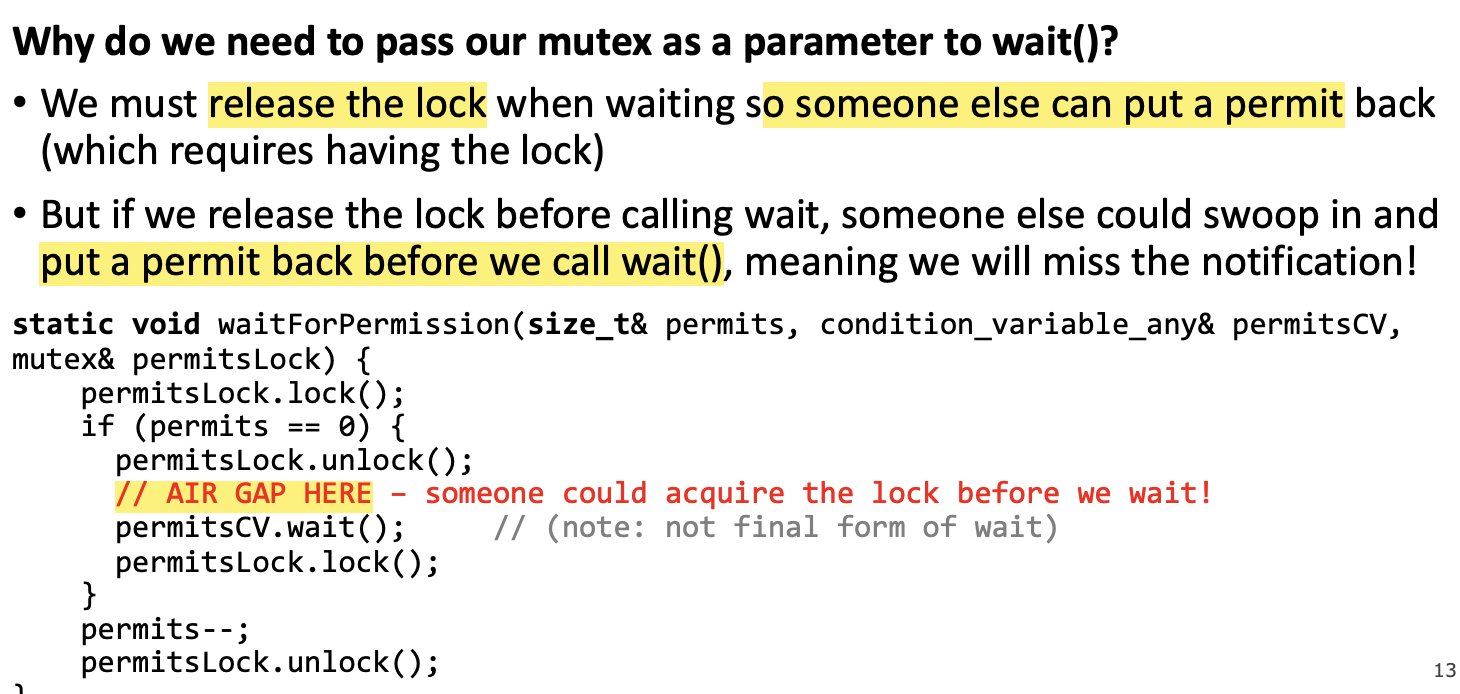 Why do we need to pass our mutex as a parameter to wait()?
• We must release the lock when waiting so someone else can put a permit back
(which requires having the lock)
• But if we release the lock before calling wait, someone else could swoop in and
put a permit back before we call wait(), meaning we will miss the notification!
static void waitForPermission(size_t& permits, condition_variable_any& permitsCV,
mutex& permitsLock) {
    permitsLock.lock();
    if (permits == 0) {
      permitsLock.unlock();
      // AIR GAP HERE – someone could acquire the lock before we wait!
      permitsCV.wait();     // (note: not final form of wait)
      permitsLock.lock();
    }
    permits--;
    permitsLock.unlock();
}
13